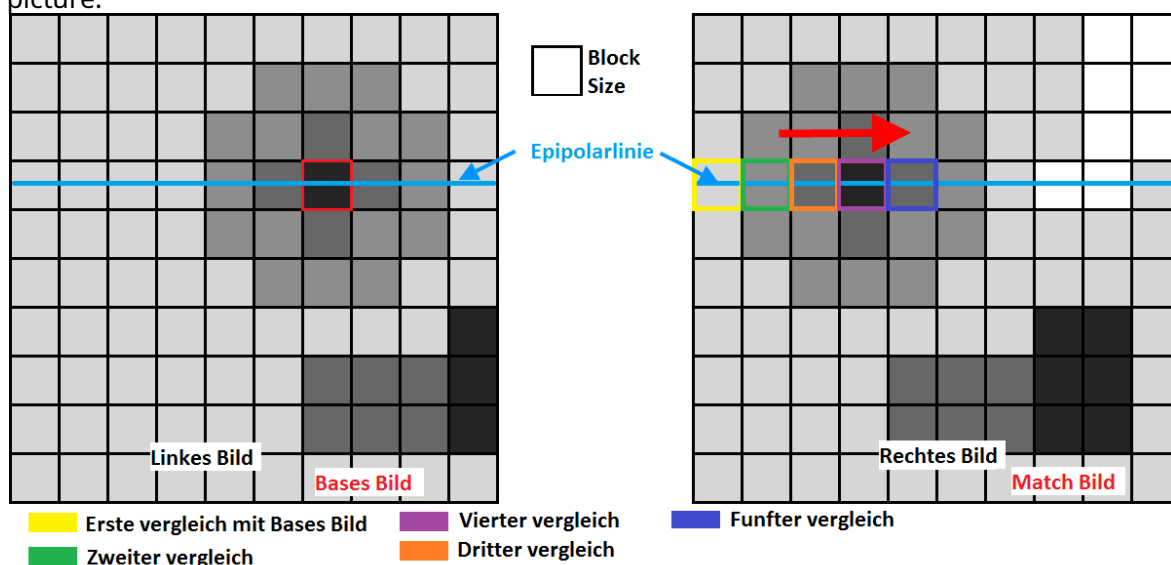 picture.
Block
Size
Epipolarlinie
Linkes Bild
Bases Bild
Rechtes Bild
Match Bild
Erste vergleich mit Bases Bild
Zweiter vergleich
Vierter vergleich
Dritter vergleich
Funfter vergleich